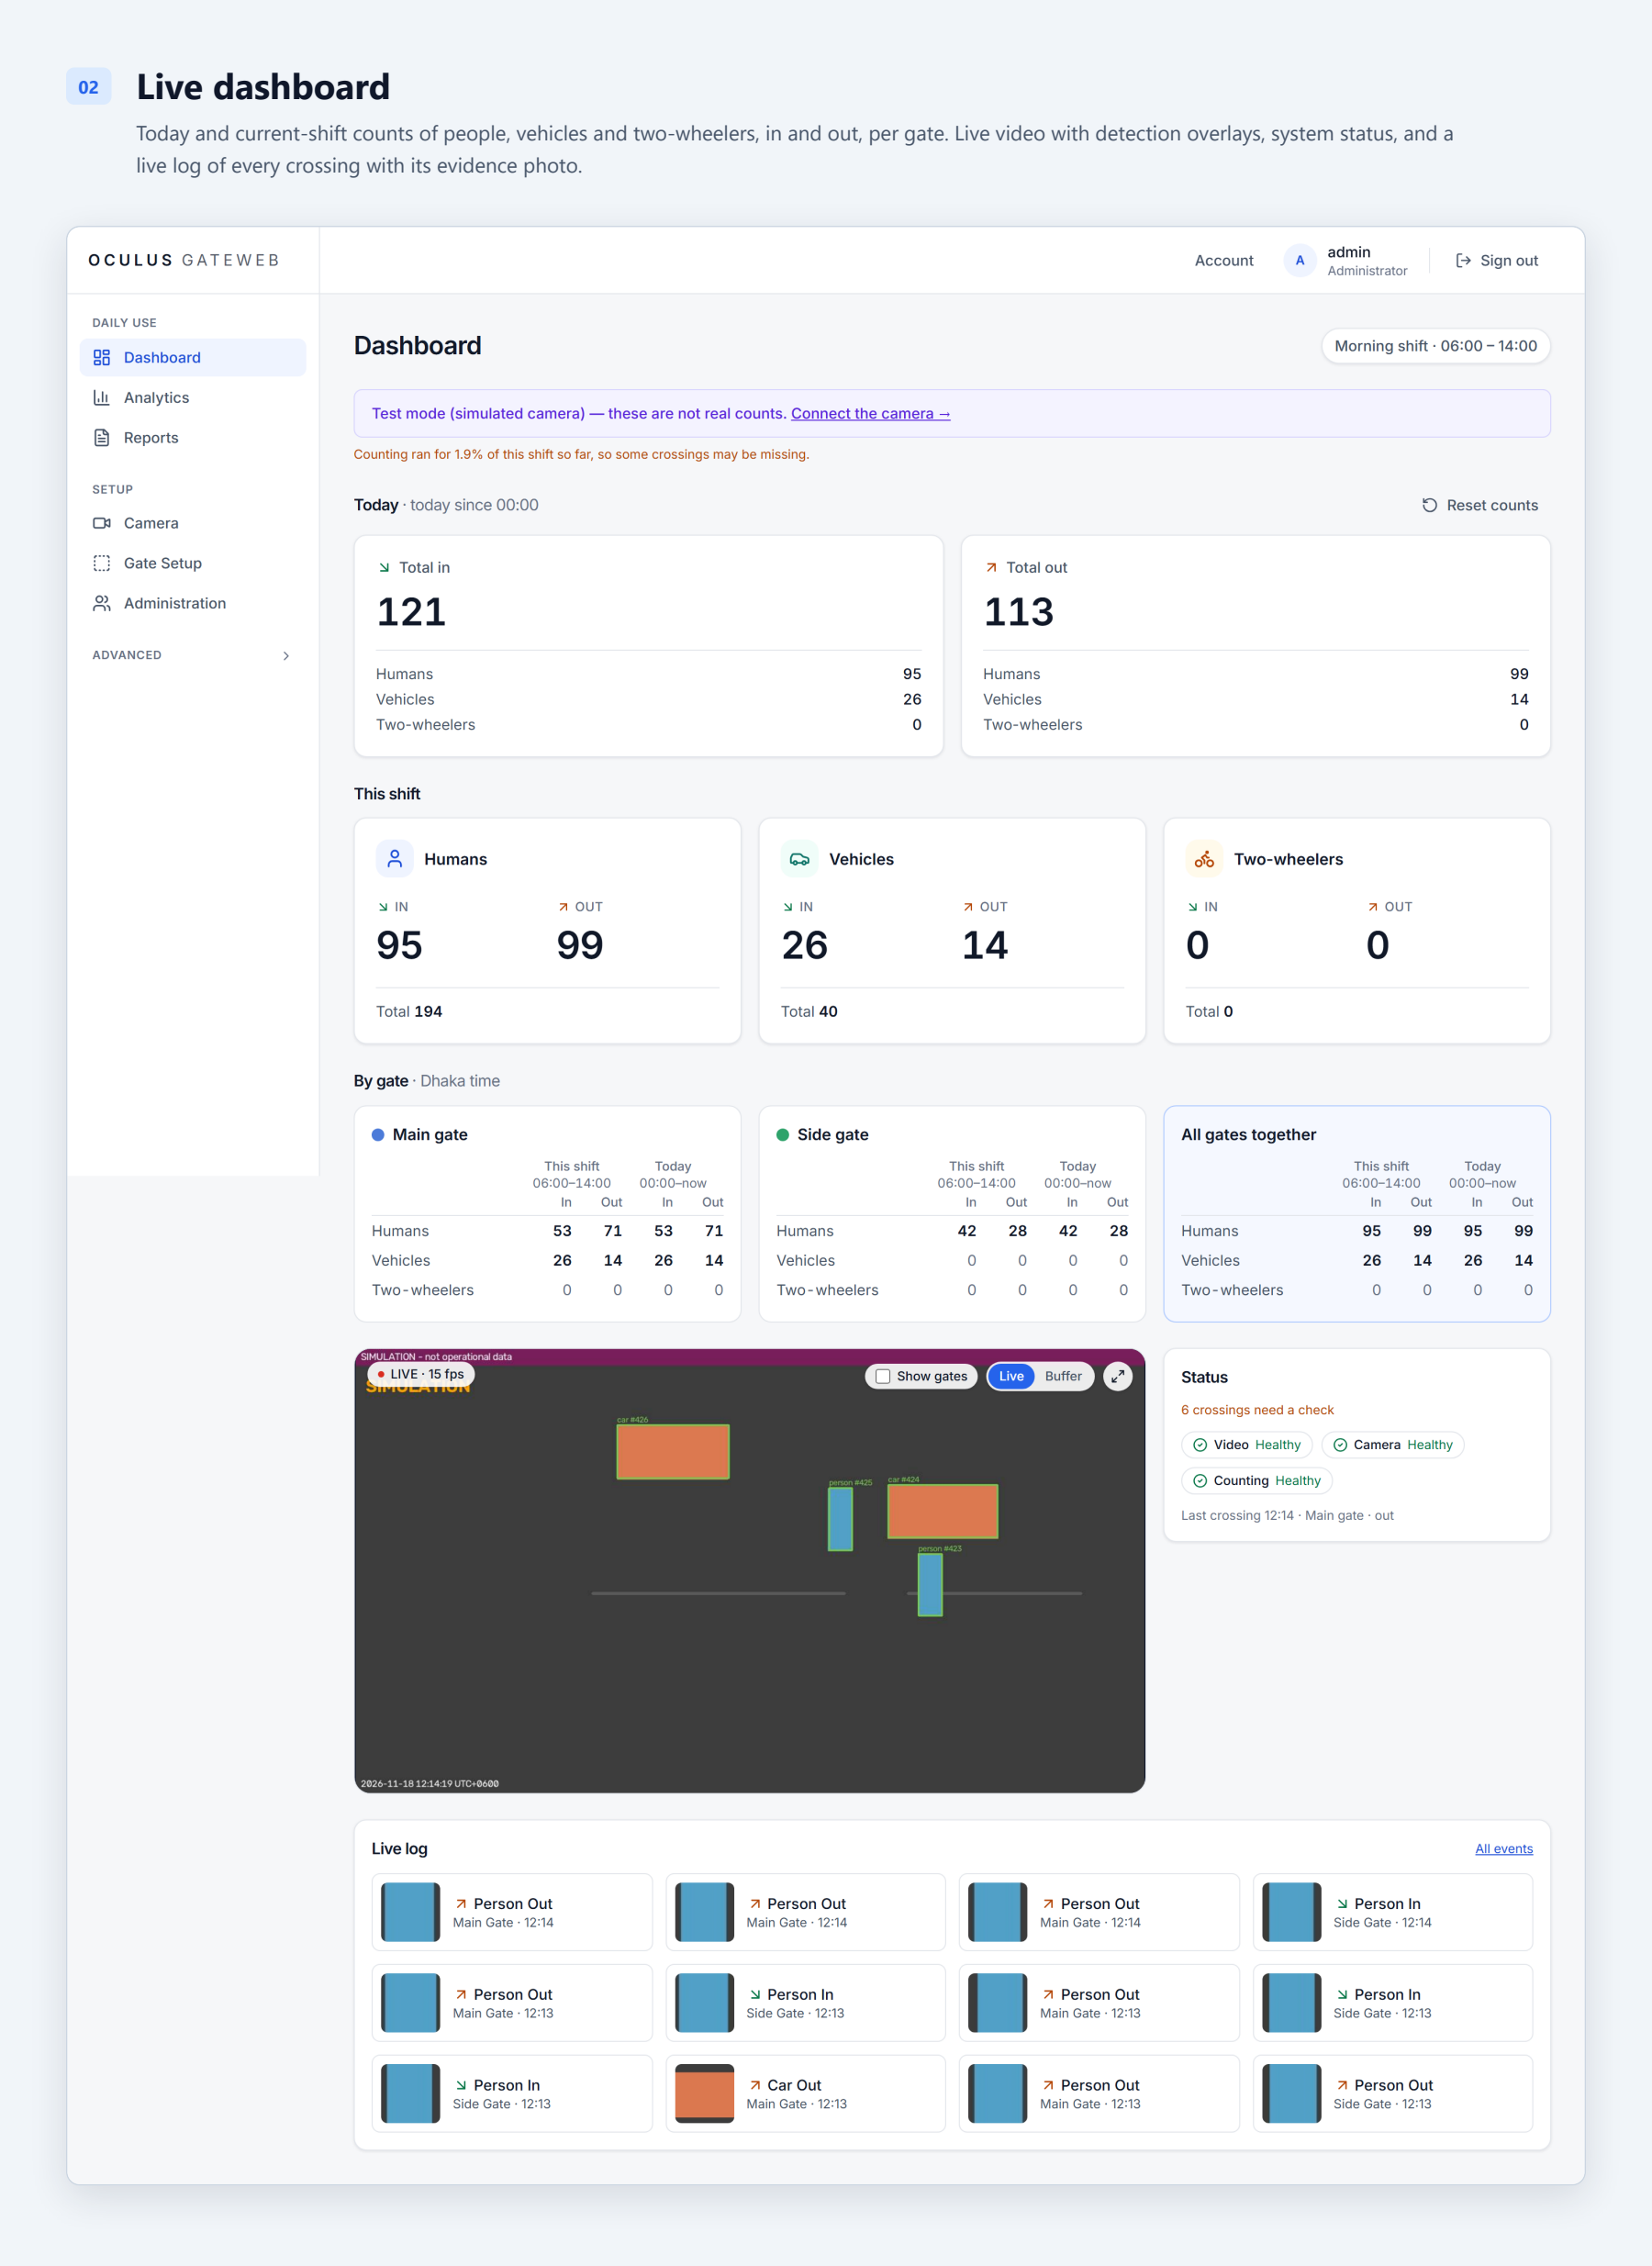 02
Live dashboard
Today and current-shift counts of people, vehicles and two-wheelers, in and out, per gate. Live video with detection overlays, system status, and a
live log of every crossing with its evidence photo.
OCULUS GATEWEB
Account
A
admin
Administrator
Sign out
DAILY USE
Dashboard
Analytics
Reports
SETUP
Camera
Gate Setup
Administration
ADVANCED
Dashboard
Morning shift · 06:00 – 14:00
Test mode (simulated camera) — these are not real counts. Connect the camera →
Counting ran for 1.9% of this shift so far, so some crossings may be missing.
Today · today since 00:00
Reset counts
Total in
121
Humans 95
Vehicles 26
Two-wheelers 0
Total out
113
Humans 99
Vehicles 14
Two-wheelers 0
This shift
Humans
IN OUT
95 99
Total 194
Vehicles
IN OUT
26 14
Total 40
Two-wheelers
IN OUT
0 0
Total 0
By gate · Dhaka time
Main gate
This shift Today
06:00–14:00 00:00–now
In Out In Out
Humans 53 71 53 71
Vehicles 26 14 26 14
Two-wheelers 0 0 0 0
Side gate
This shift Today
06:00–14:00 00:00–now
In Out In Out
Humans 42 28 42 28
Vehicles 0 0 0 0
Two-wheelers 0 0 0 0
All gates together
This shift Today
06:00–14:00 00:00–now
In Out In Out
Humans 95 99 95 99
Vehicles 26 14 26 14
Two-wheelers 0 0 0 0
SIMULATION - not operational data
LIVE · 15 fps
SIMULATION
Show gates
Live
Buffer
car #426
person #425
car #424
person #423
2026-11-18 12:14:19 UTC+0600
Status
6 crossings need a check
Video Healthy
Camera Healthy
Counting Healthy
Last crossing 12:14 · Main gate · out
Live log
All events
Person Out
Main Gate · 12:14
Person Out
Main Gate · 12:14
Person Out
Main Gate · 12:14
Person In
Side Gate · 12:14
Person Out
Main Gate · 12:13
Person In
Side Gate · 12:13
Person Out
Main Gate · 12:13
Person In
Side Gate · 12:13
Person In
Side Gate · 12:13
Car Out
Main Gate · 12:13
Person Out
Main Gate · 12:13
Person Out
Side Gate · 12:13